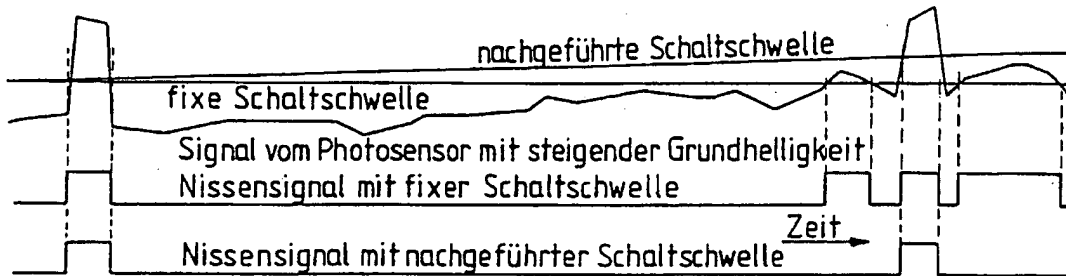 nachgeführte Schaltschwelle
fixe Schaltschwelle
Signal vom Photosensor mit steigender Grundhelligkeit
Nissensignal mit fixer Schaltschwelle
Zeit
Nissensignal mit nachgeführter Schaltschwelle